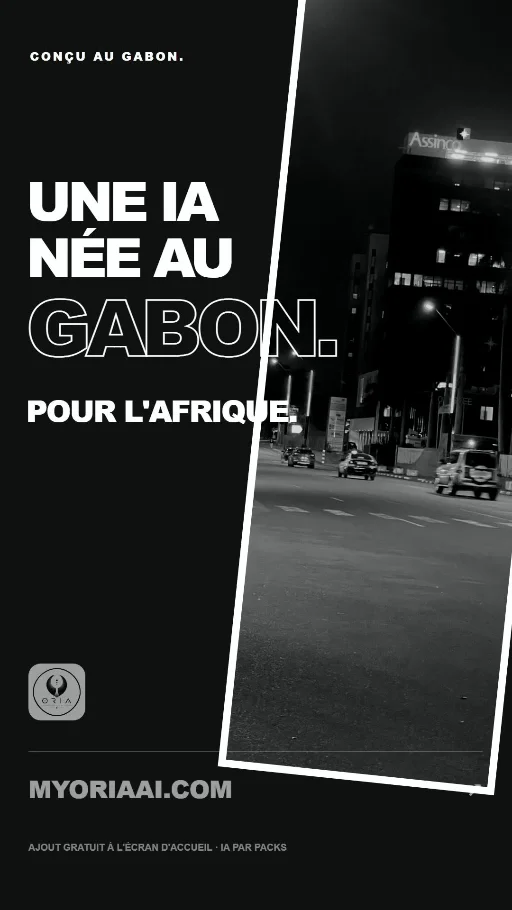 CONÇU AU GABON.
UNE IA
NÉE AU
GABON.
POUR L'AFRIQUE.
Assinco
ORIA
MYORIAAI.COM
AJOUT GRATUIT À L'ÉCRAN D'ACCUEIL · IA PAR PACKS